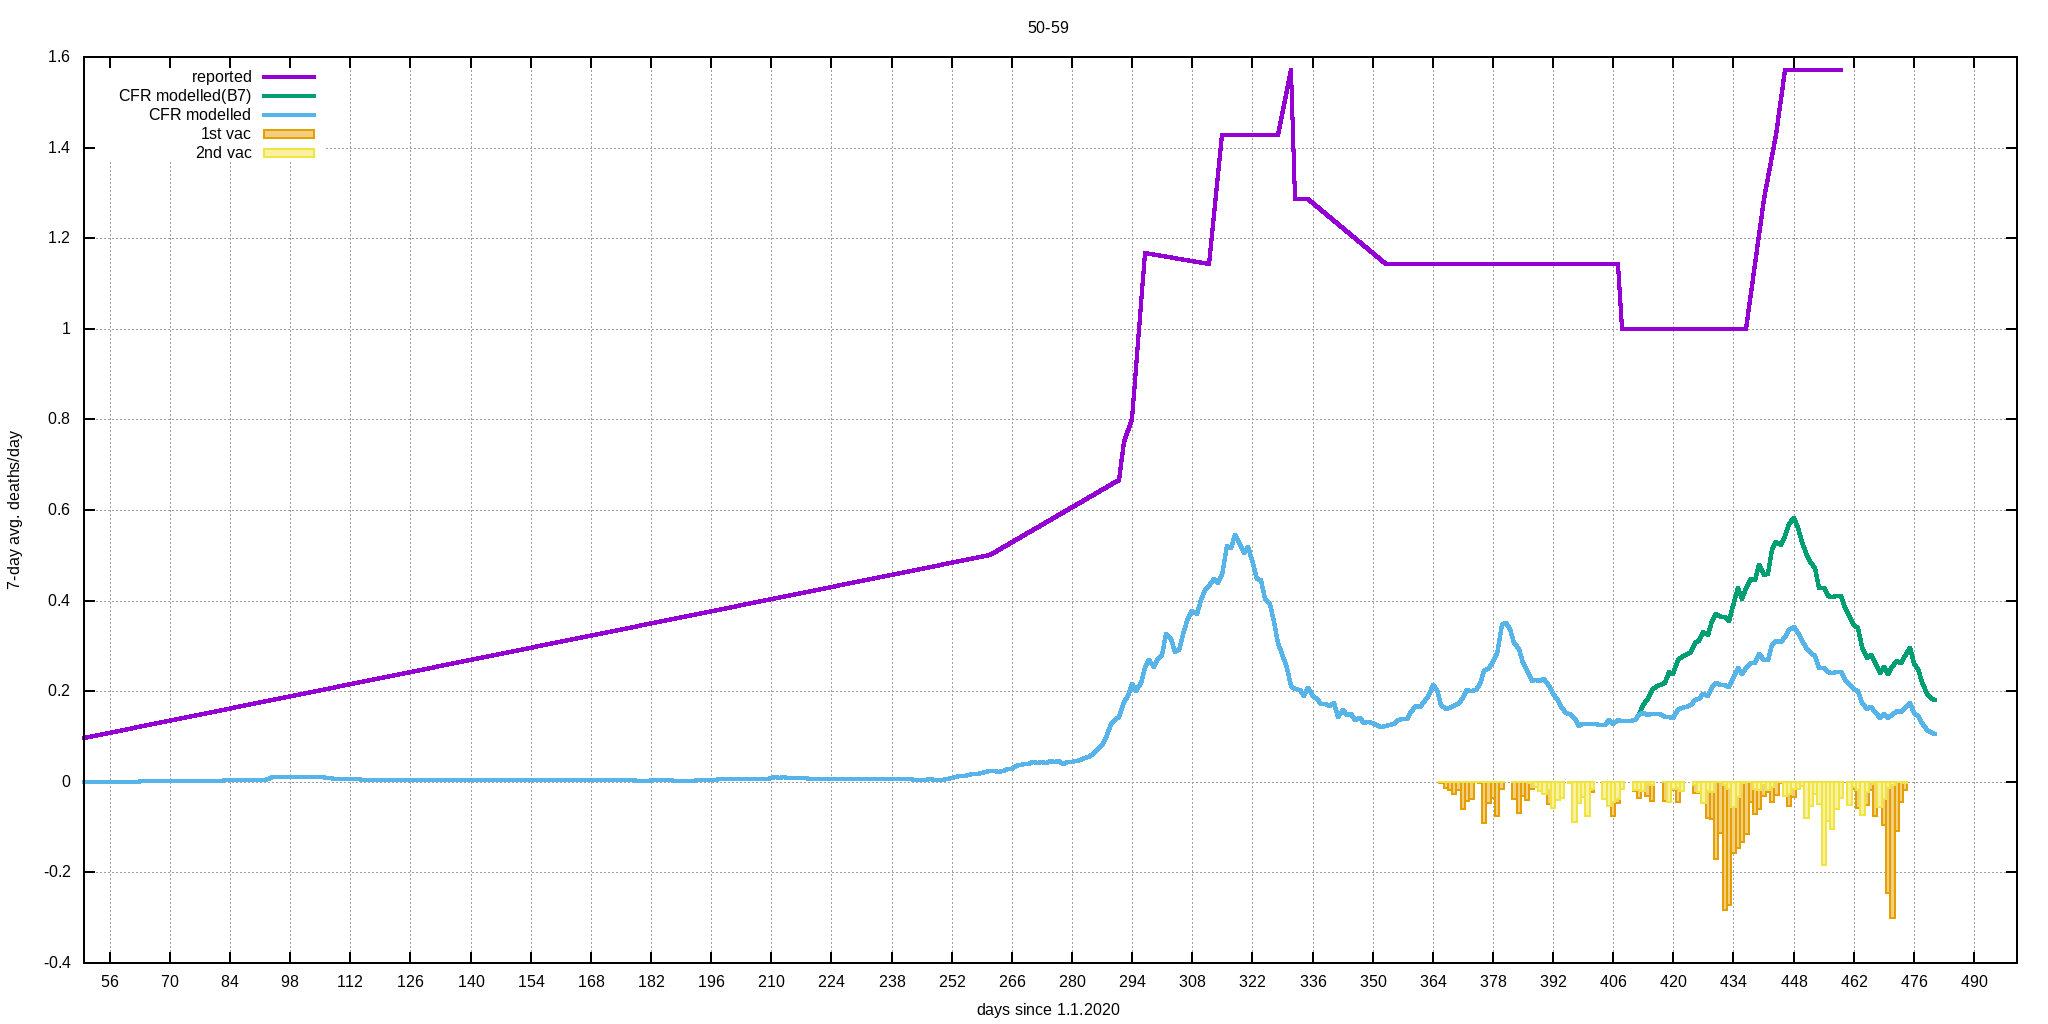 50-59
1.6
1.4
1.2
1
0.8
0.6
0.4
0.2
0
-0.2
-0.4
7-day avg. deaths/day
reported
CFR modelled(B7)
CFR modelled
1st vac
2nd vac
56 70 84 98 112 126 140 154 168 182 196 210 224 238 252 266 280 294 308 322 336 350 364 378 392 406 420 434 448 462 476 490
days since 1.1.2020